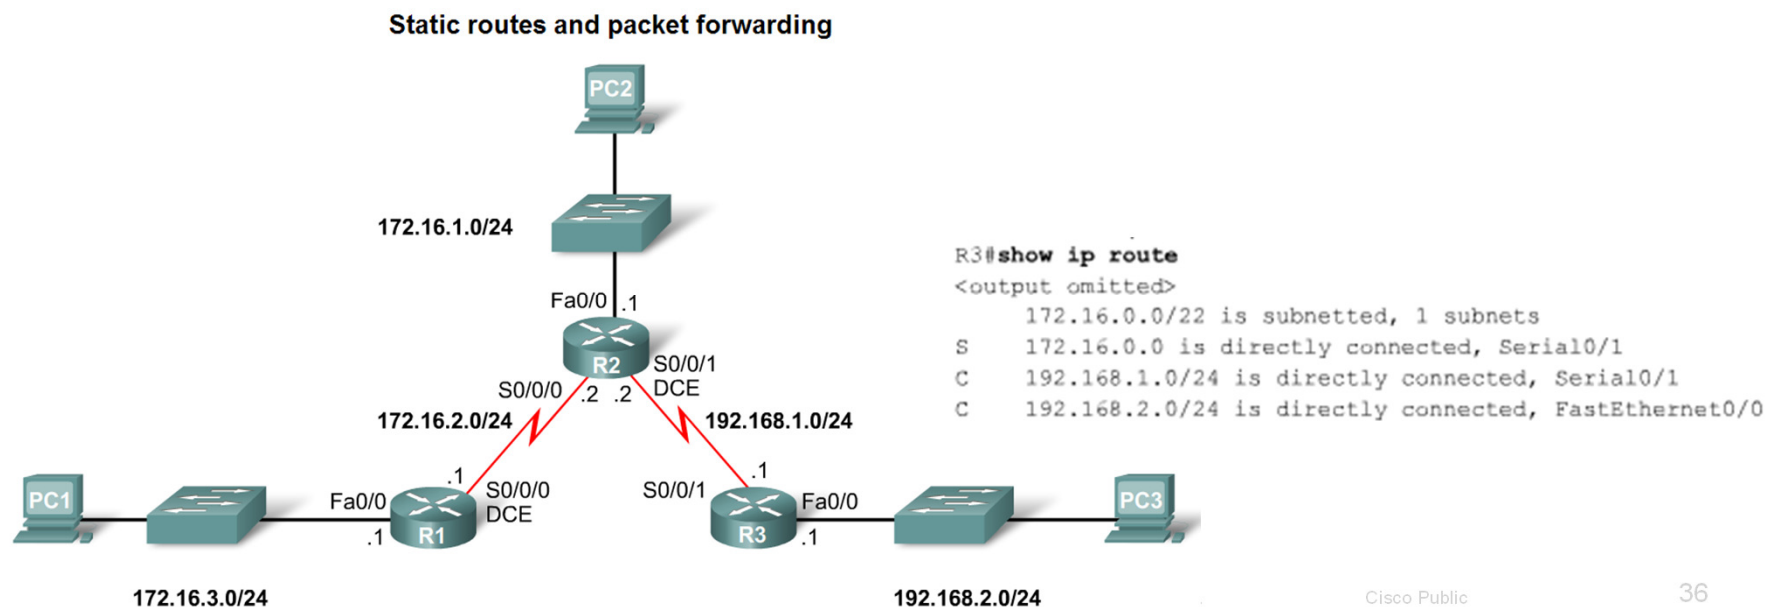 Static routes and packet forwarding
PC2
172.16.1.0/24
Fa0/0
.1
R2
S0/0/1
DCE
S0/0/0
.2
.2
172.16.2.0/24
192.168.1.0/24
R3#show ip route
<output omitted>
172.16.0.0/22 is subnetted, 1 subnets
S 172.16.0.0 is directly connected, Serial0/1
C 192.168.1.0/24 is directly connected, Serial0/1
C 192.168.2.0/24 is directly connected, FastEthernet0/0
PC1
Fa0/0
.1
.1
S0/0/0
DCE
R1
S0/0/1
.1
Fa0/0
.1
R3
PC3
172.16.3.0/24
192.168.2.0/24
Cisco Public
36